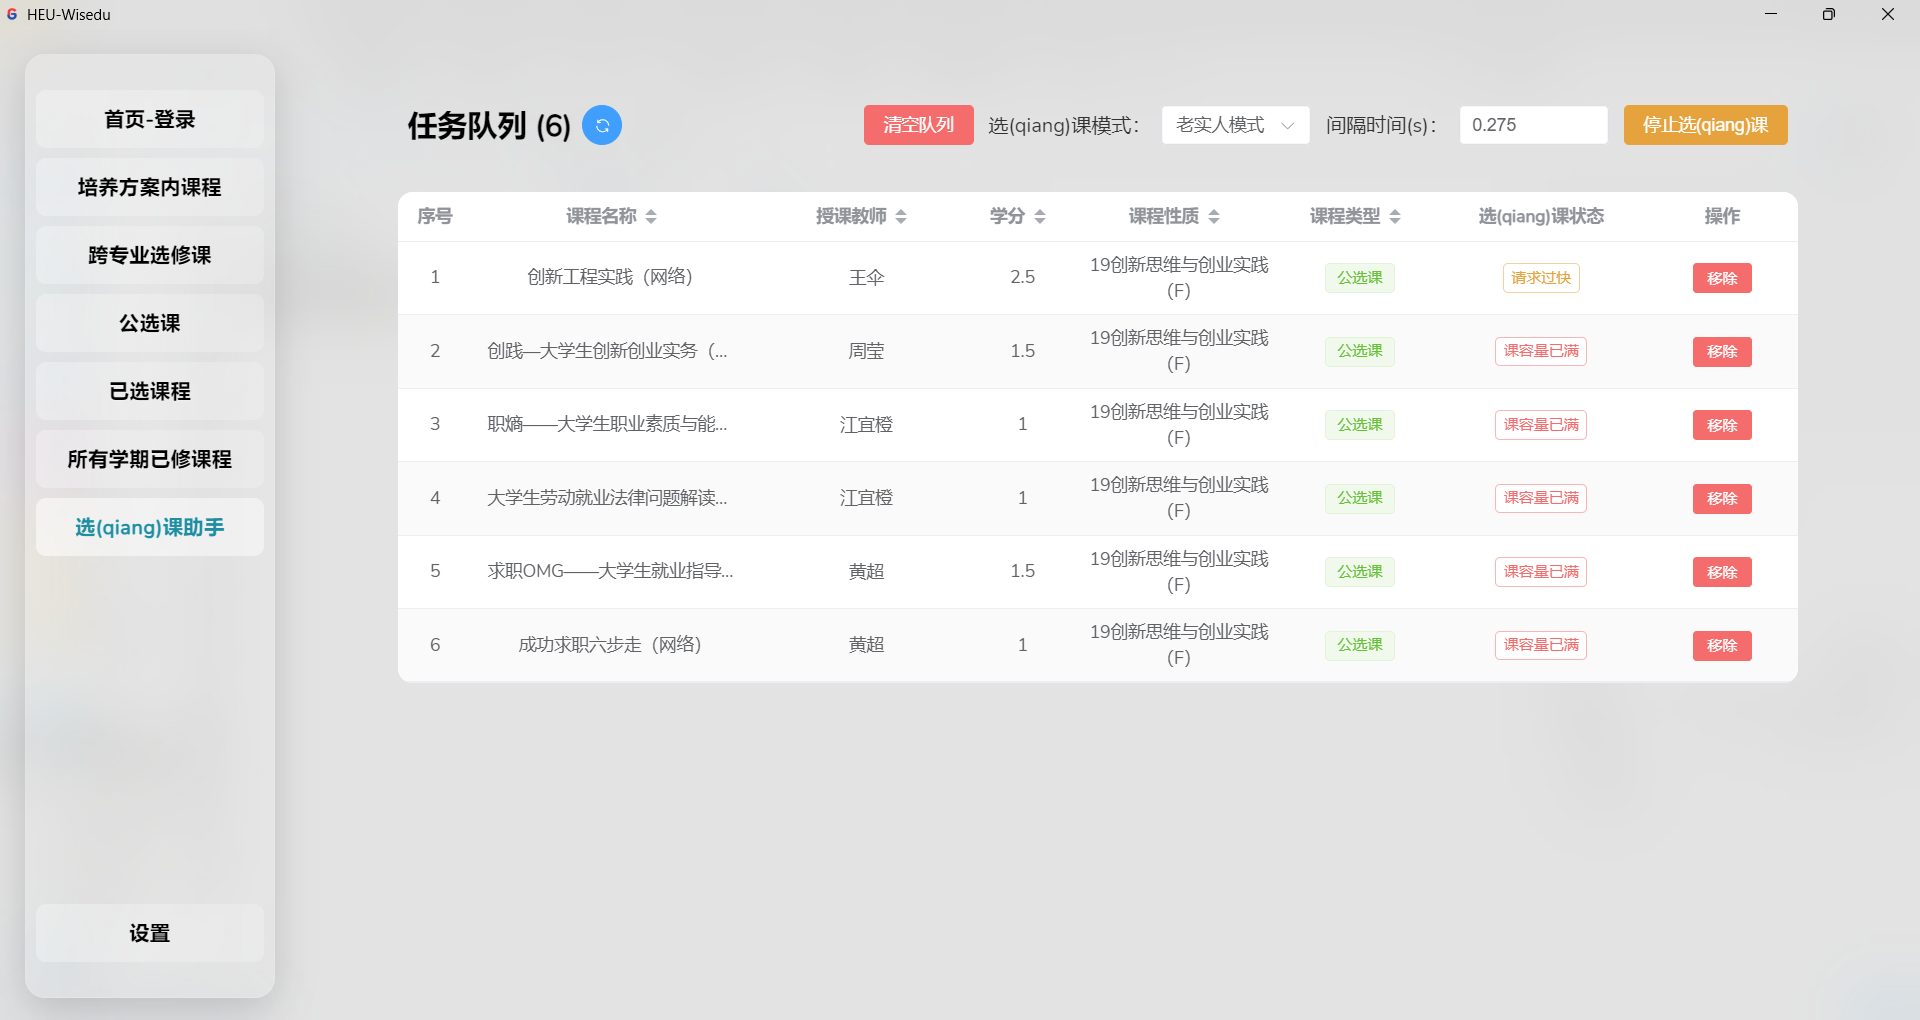 HEU-Wisedu
首页-登录
培养方案内课程
跨专业选修课
公选课
已选课程
所有学期已修课程
选(qiang)课助手
设置
任务队列 (6)
清空队列 选(qiang)课模式： 老实人模式 间隔时间(s)： 0.275 停止选(qiang)课
序号 课程名称 授课教师 学分 课程性质 课程类型 选(qiang)课状态 操作
1 创新工程实践（网络） 王伞 2.5 19创新思维与创业实践(F) 公选课 请求过快 移除
2 创践—大学生创新创业实务（... 周莹 1.5 19创新思维与创业实践(F) 公选课 课容量已满 移除
3 职熵——大学生职业素质与能... 江宜橙 1 19创新思维与创业实践(F) 公选课 课容量已满 移除
4 大学生劳动就业法律问题解读... 江宜橙 1 19创新思维与创业实践(F) 公选课 课容量已满 移除
5 求职OMG——大学生就业指导... 黄超 1.5 19创新思维与创业实践(F) 公选课 课容量已满 移除
6 成功求职六步走（网络） 黄超 1 19创新思维与创业实践(F) 公选课 课容量已满 移除